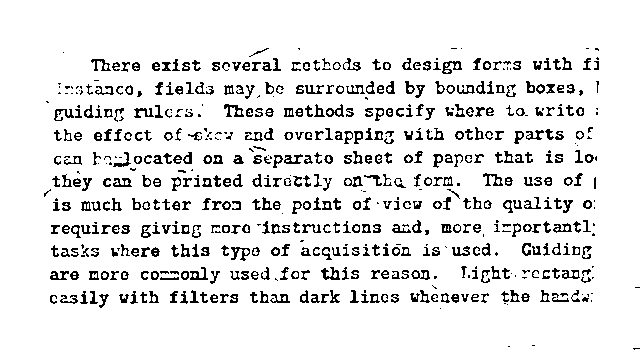 There exist several methods to design forms with fi
instance, fields may be surrounded by bounding boxes,
guiding rulers. These methods specify where to write
the effect of skew and overlapping with other parts of
can be located on a separate sheet of paper that is lo
they can be printed directly on the form. The use of
is much better from the point of view of the quality o
requires giving more instructions and, more importantly
tasks where this type of acquisition is used. Guiding
are more commonly used for this reason. Light rectang
easily with filters than dark lines whenever the handw